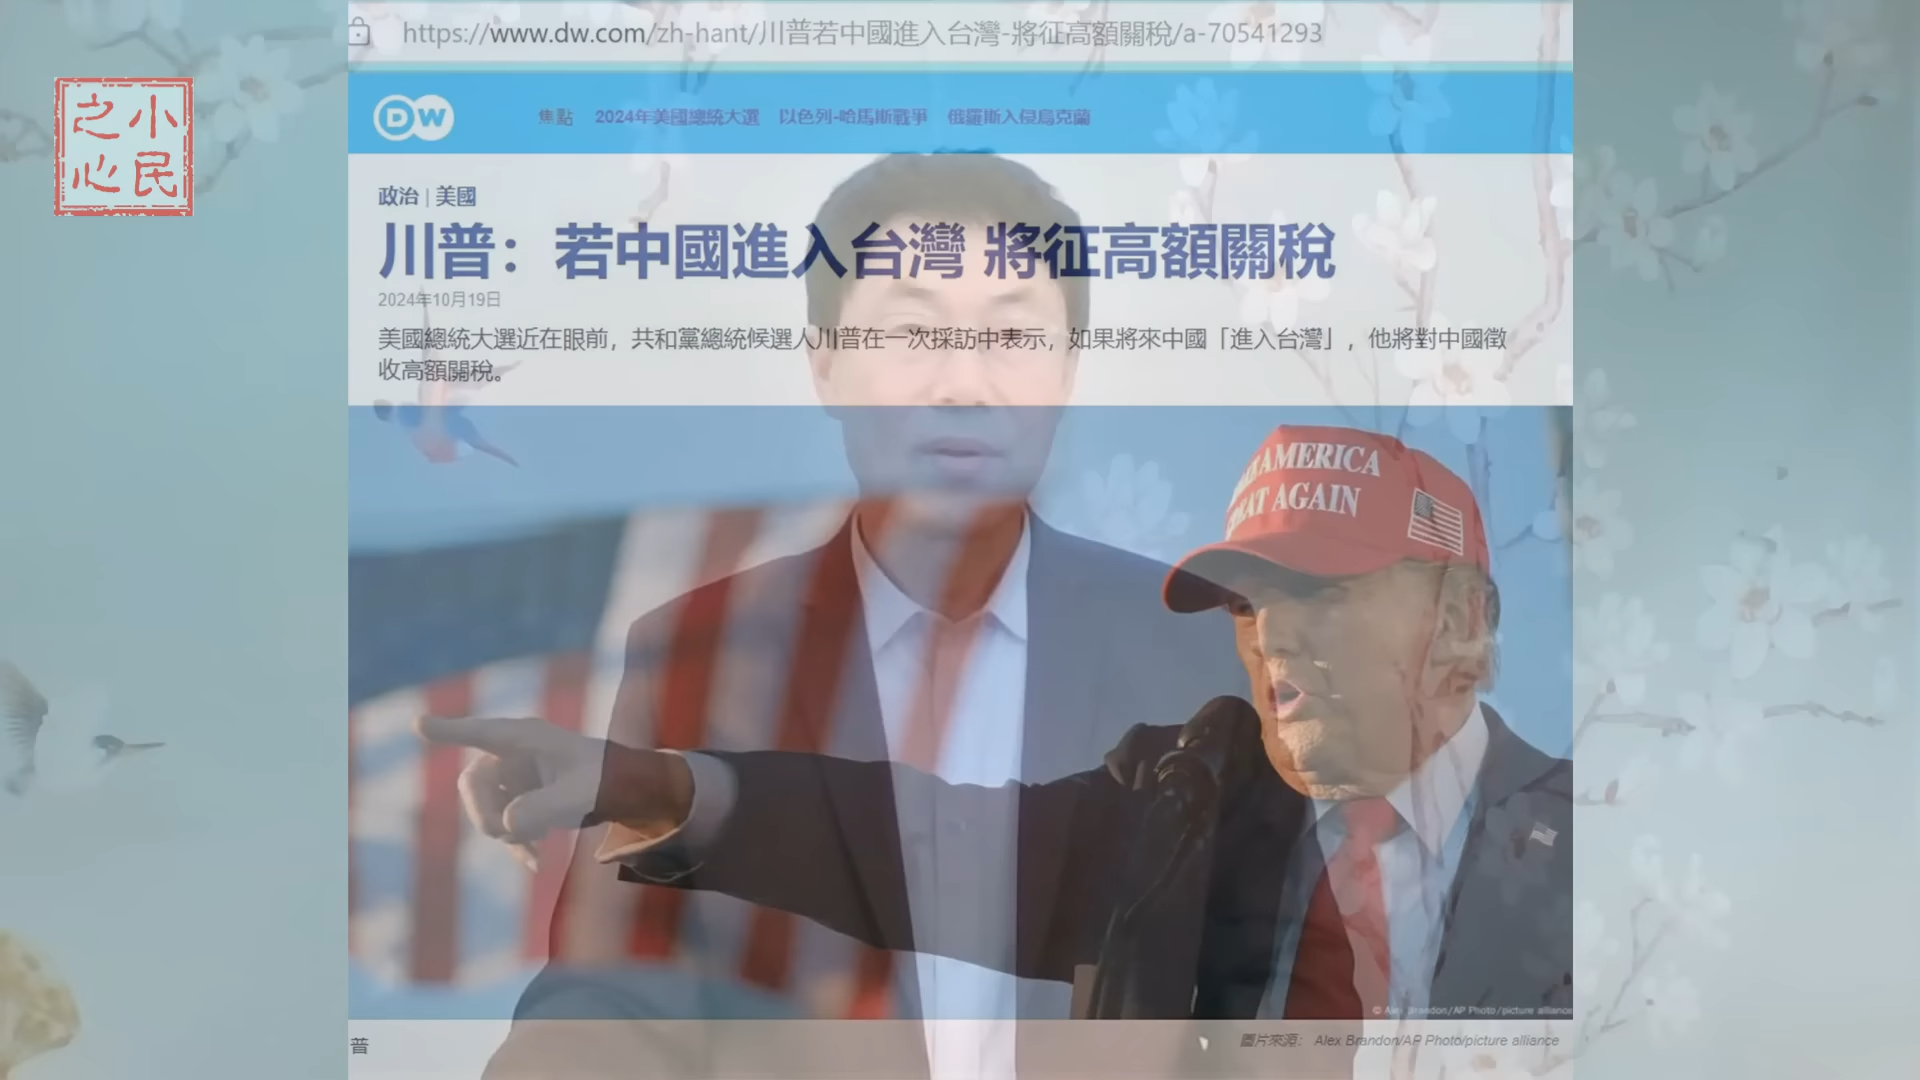 https://www.dw.com/zh-hant/川普若中國進入台灣-將征高額關稅/a-70541293
小民之心
DW
焦點 2024年美國總統大選 以色列-哈馬斯戰爭 俄羅斯入侵烏克蘭
政治 | 美國
川普：若中國進入台灣 將征高額關稅
2024年10月19日
美國總統大選近在眼前，共和黨總統候選人川普在一次採訪中表示，如果將來中國「進入台灣」，他將對中國徵
收高額關稅。
AMERICA
AGAIN
© Alex Brandon/AP Photo/picture alliance
普
圖片來源： Alex Brandon/AP Photo/picture alliance